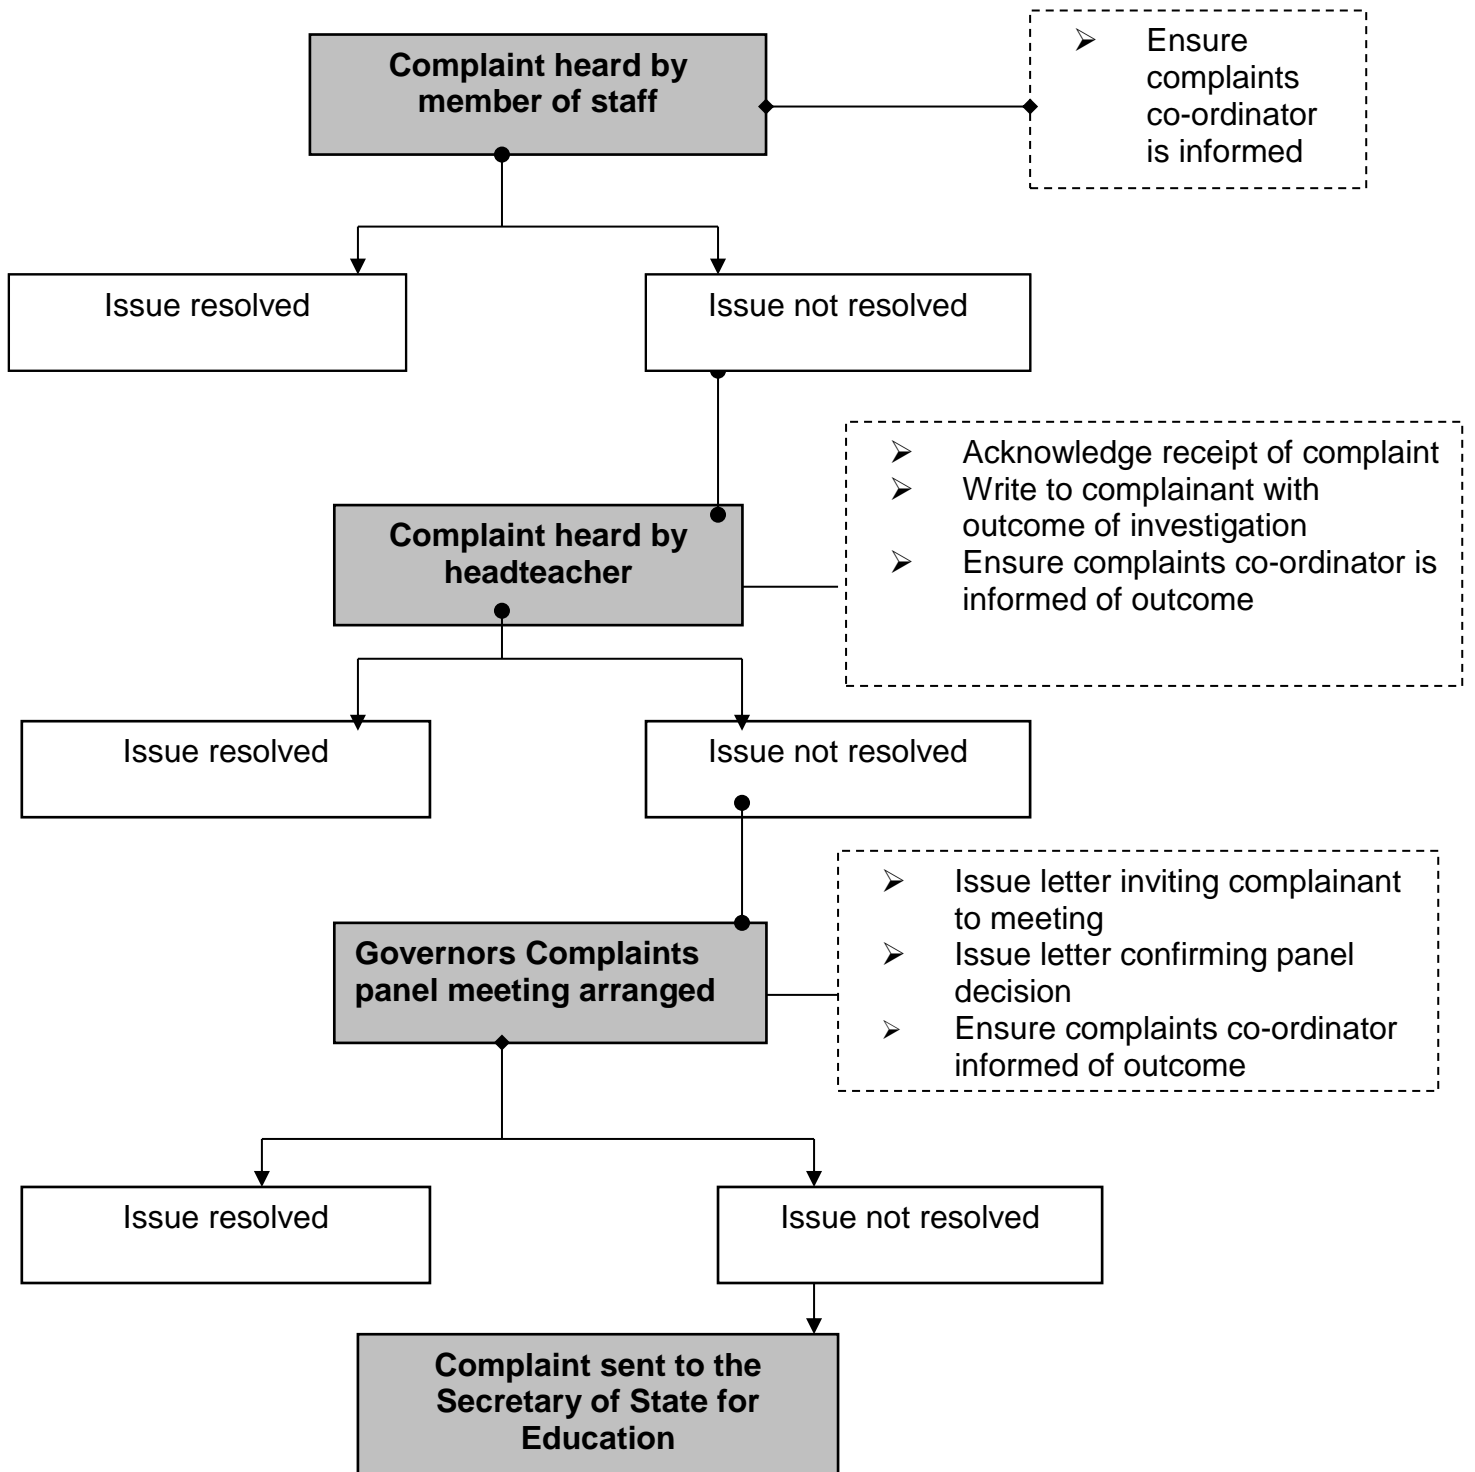 Complaint heard by
member of staff
➢ Ensure
complaints
co-ordinator
is informed
Issue resolved
Issue not resolved
➢ Acknowledge receipt of complaint
➢ Write to complainant with
outcome of investigation
➢ Ensure complaints co-ordinator is
informed of outcome
Complaint heard by
headteacher
Issue resolved
Issue not resolved
➢ Issue letter inviting complainant
to meeting
➢ Issue letter confirming panel
decision
➢ Ensure complaints co-ordinator
informed of outcome
Governors Complaints
panel meeting arranged
Issue resolved
Issue not resolved
Complaint sent to the
Secretary of State for
Education